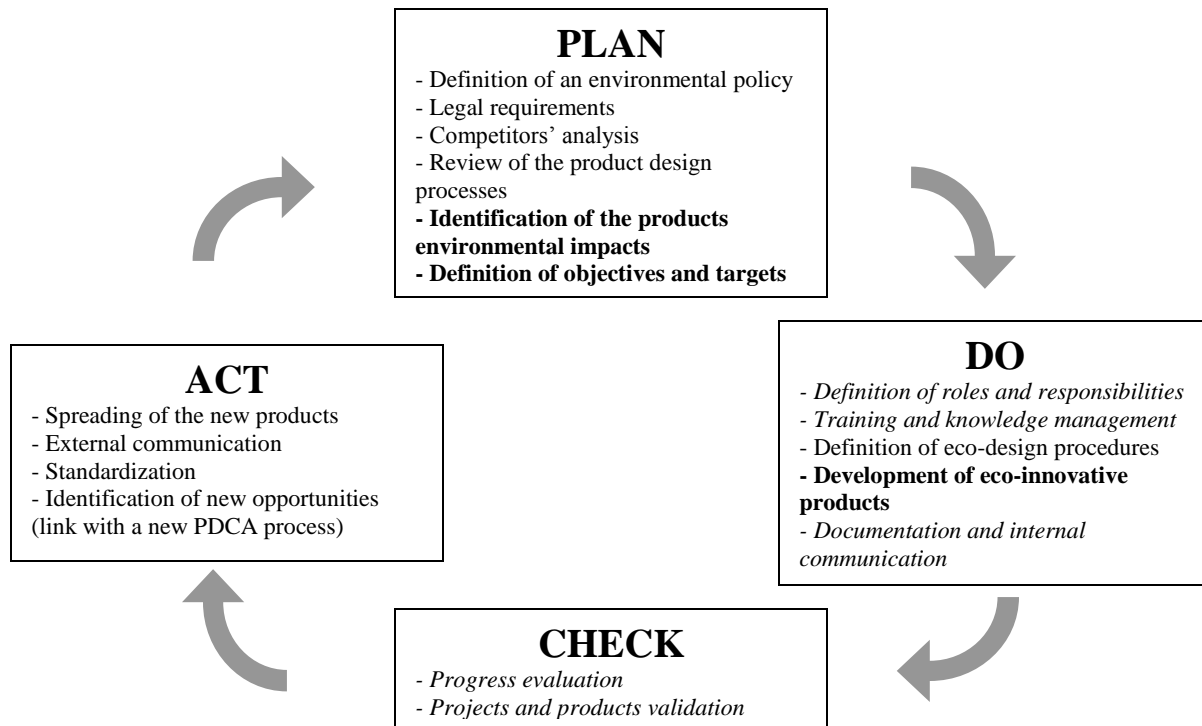 PLAN
- Definition of an environmental policy
- Legal requirements
- Competitors’ analysis
- Review of the product design
processes
- Identification of the products
environmental impacts
- Definition of objectives and targets
DO
- Definition of roles and responsibilities
- Training and knowledge management
- Definition of eco-design procedures
- Development of eco-innovative
products
- Documentation and internal
communication
CHECK
- Progress evaluation
- Projects and products validation
ACT
- Spreading of the new products
- External communication
- Standardization
- Identification of new opportunities
(link with a new PDCA process)